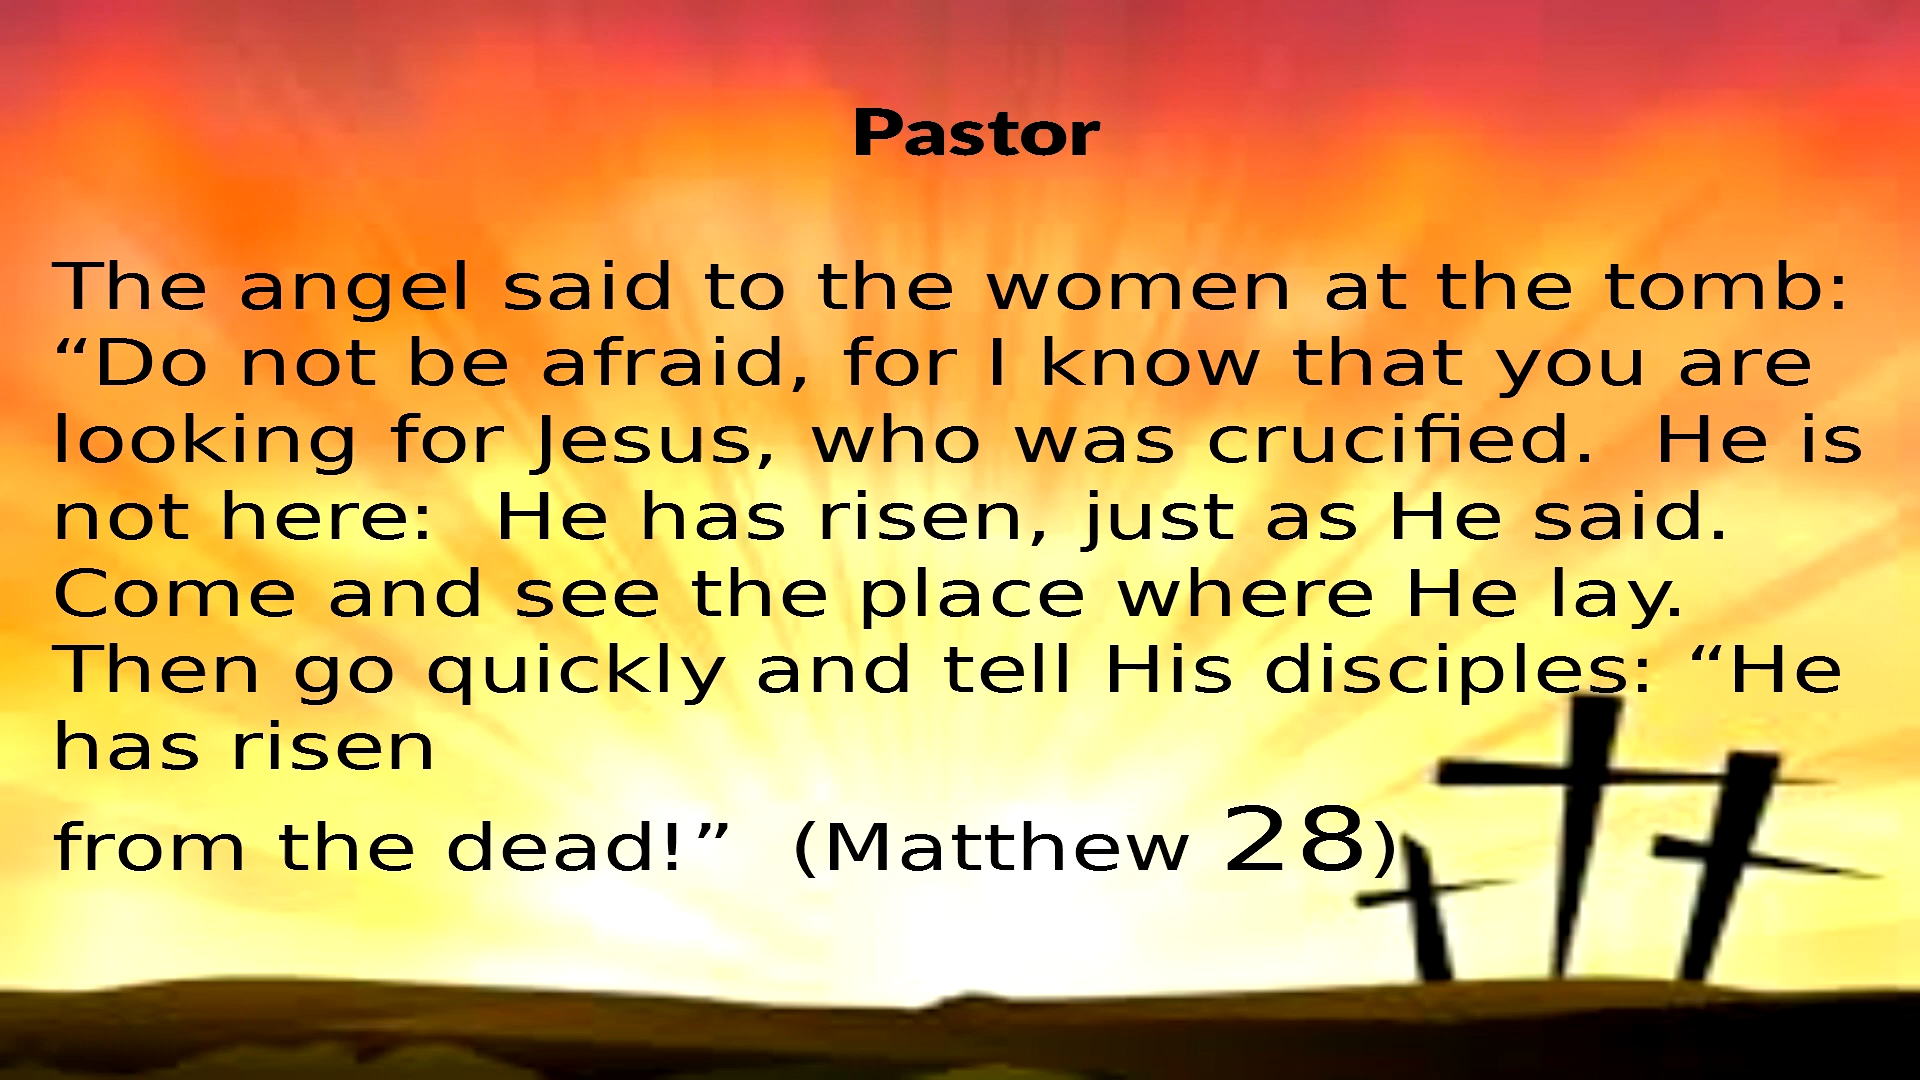 Pastor
The angel said to the women at the tomb:
“Do not be afraid, for I know that you are
looking for Jesus, who was crucified.  He is
not here:  He has risen, just as He said.
Come and see the place where He lay.
Then go quickly and tell His disciples: “He
has risen
from the dead!”  (Matthew 28)